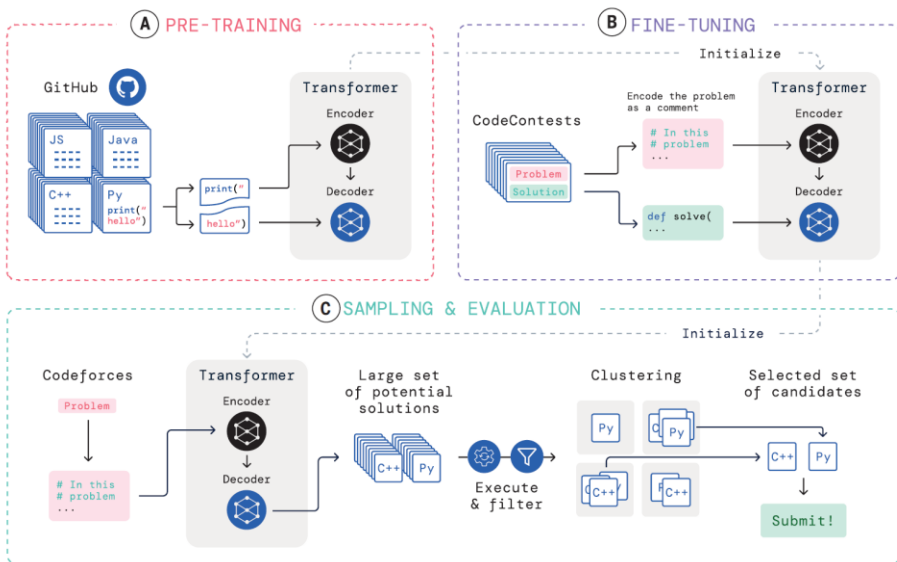 A PRE-TRAINING
GitHub
JS
Java
C++
Py
print("
hello")
print("
hello")
Transformer
Encoder
Decoder
B FINE-TUNING
Initialize
CodeContests
Problem
Solution
Encode the problem
as a comment
# In this
# problem
...
def solve(
...
Transformer
Encoder
Decoder
C SAMPLING & EVALUATION
Initialize
Codeforces
Problem
# In this
# problem
...
Transformer
Encoder
Decoder
Large set
of potential
solutions
C++
Py
Execute
& filter
Clustering
Py
C
Py
C
C++
C++
Selected set
of candidates
C++
Py
Submit!